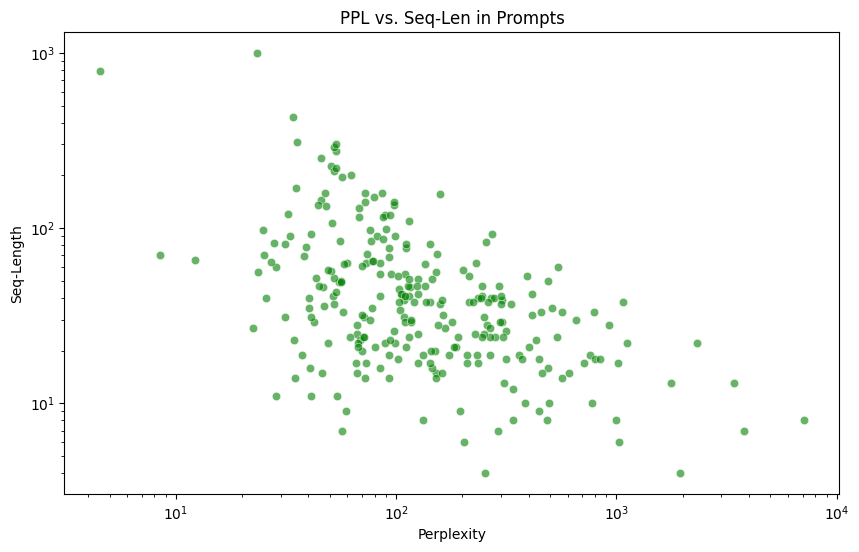 PPL vs. Seq-Len in Prompts
10³
10²
10¹
Seq-Length
10¹
10²
10³
10⁴
Perplexity